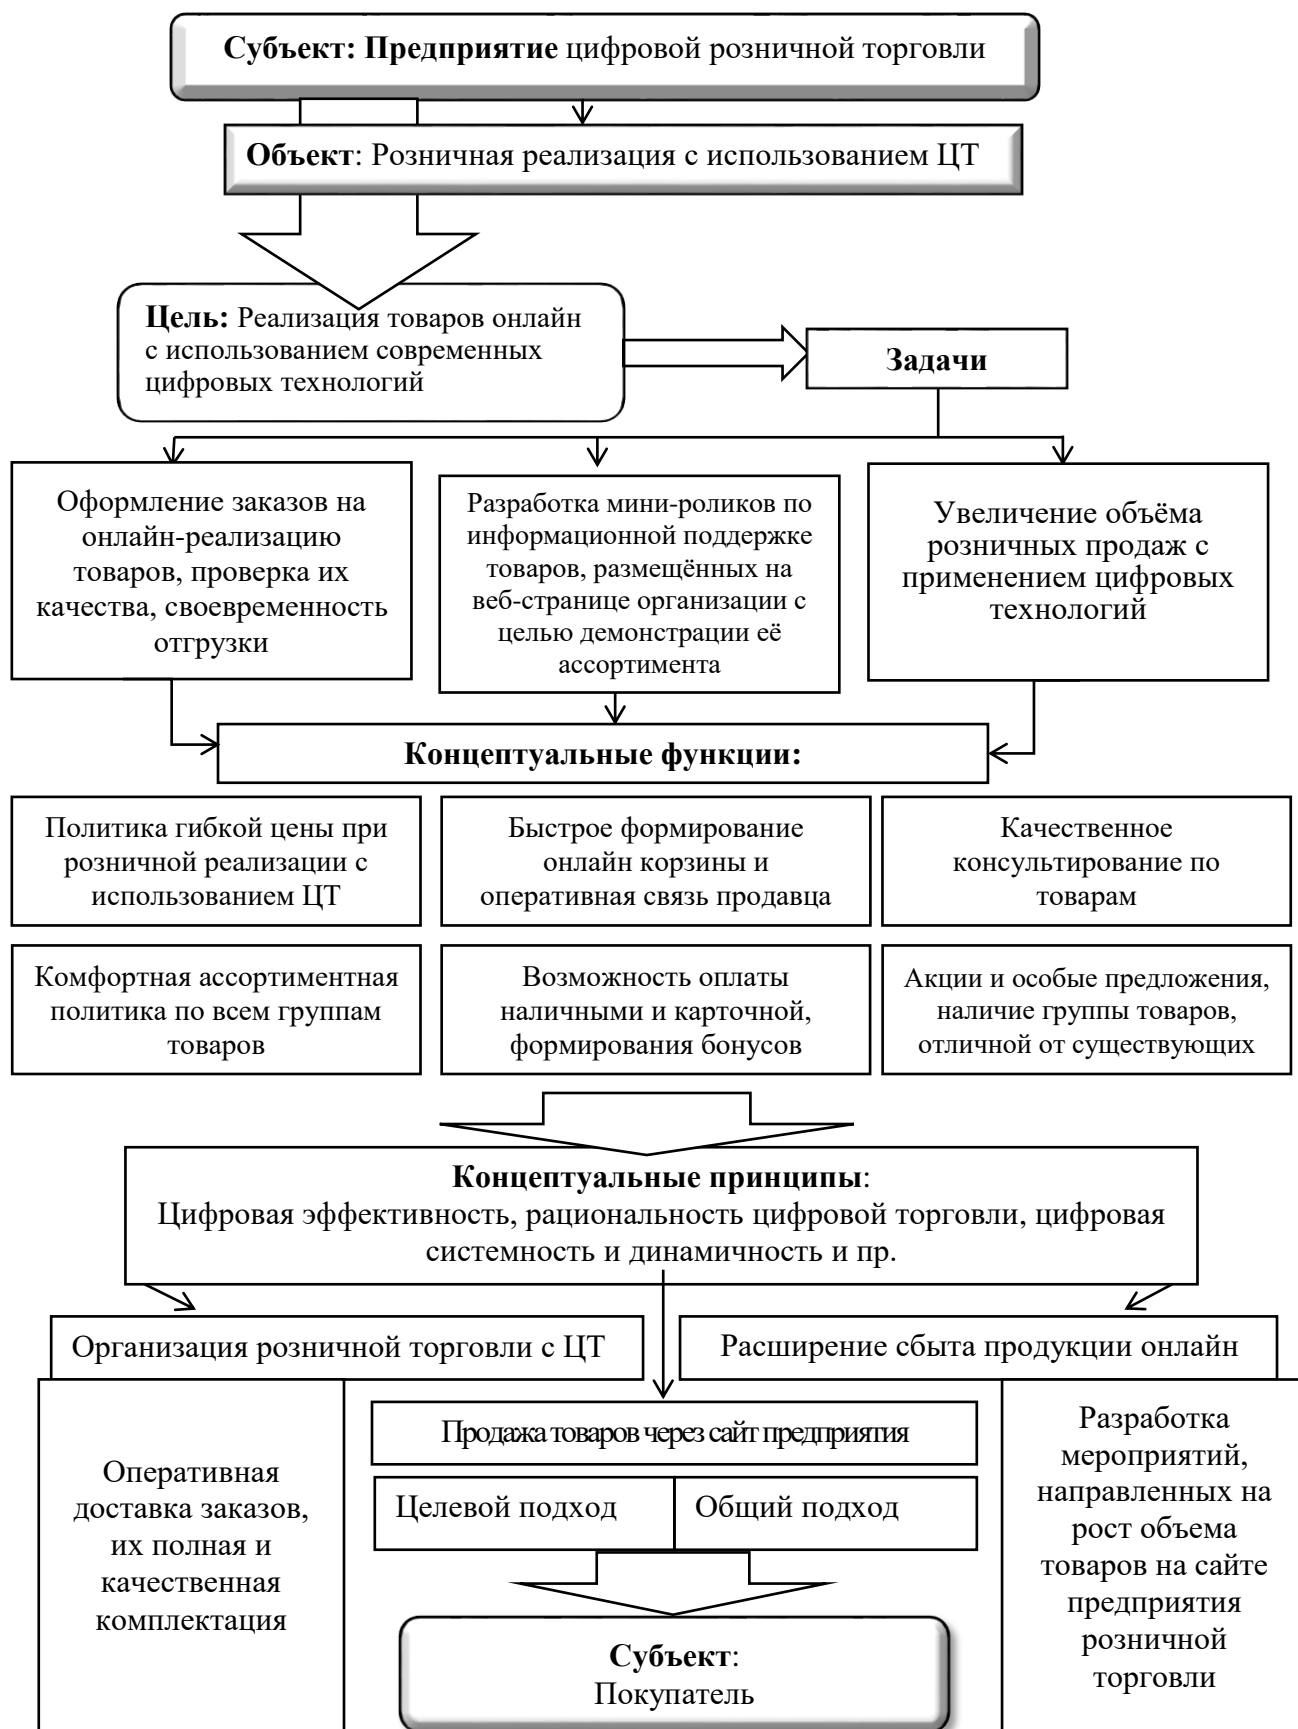 Субъект: Предприятие цифровой розничной торговли
Объект: Розничная реализация с использованием ЦТ
Цель: Реализация товаров онлайн
с использованием современных
цифровых технологий
Задачи
Оформление заказов на
онлайн-реализацию
товаров, проверка их
качества, своевременность
отгрузки
Разработка мини-роликов по
информационной поддержке
товаров, размещённых на
веб-странице организации с
целью демонстрации её
ассортимента
Увеличение объёма
розничных продаж с
применением цифровых
технологий
Концептуальные функции:
Политика гибкой цены при
розничной реализации с
использованием ЦТ
Быстрое формирование
онлайн корзины и
оперативная связь продавца
Качественное
консультирование по
товарам
Комфортная ассортиментная
политика по всем группам
товаров
Возможность оплаты
наличными и карточной,
формирования бонусов
Акции и особые предложения,
наличие группы товаров,
отличной от существующих
Концептуальные принципы:
Цифровая эффективность, рациональность цифровой торговли, цифровая
системность и динамичность и пр.
Организация розничной торговли с ЦТ
Расширение сбыта продукции онлайн
Оперативная
доставка заказов,
их полная и
качественная
комплектация
Продажа товаров через сайт предприятия
Целевой подход
Общий подход
Субъект:
Покупатель
Разработка
мероприятий,
направленных на
рост объема
товаров на сайте
предприятия
розничной
торговли